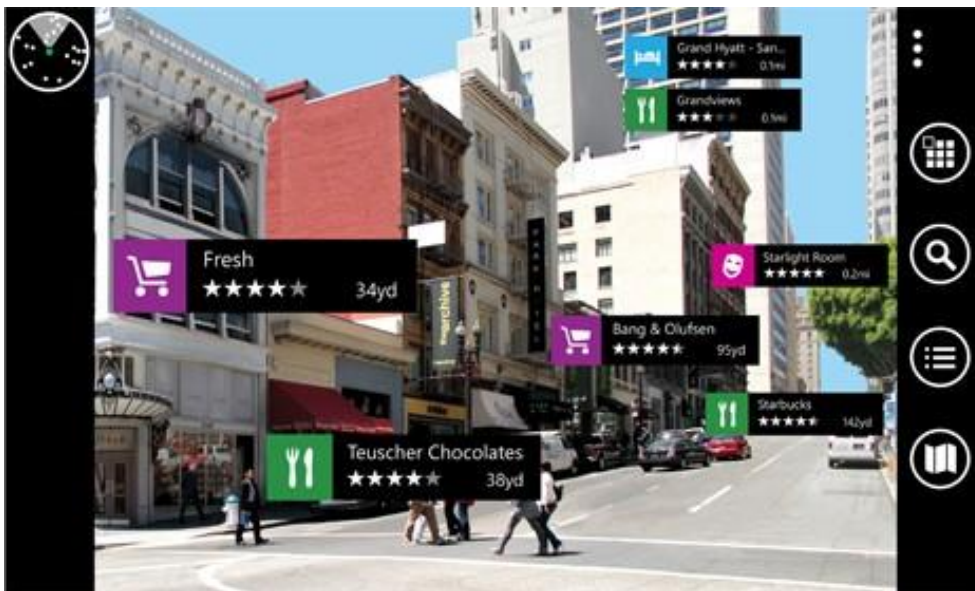 Grand Hyatt - San...
0.1mi
Grandviews
0.1mi
Fresh
34yd
Starlight Room
0.2mi
marchive
Bang & Olufsen
95yd
Starbucks
142yd
Teuscher Chocolates
38yd